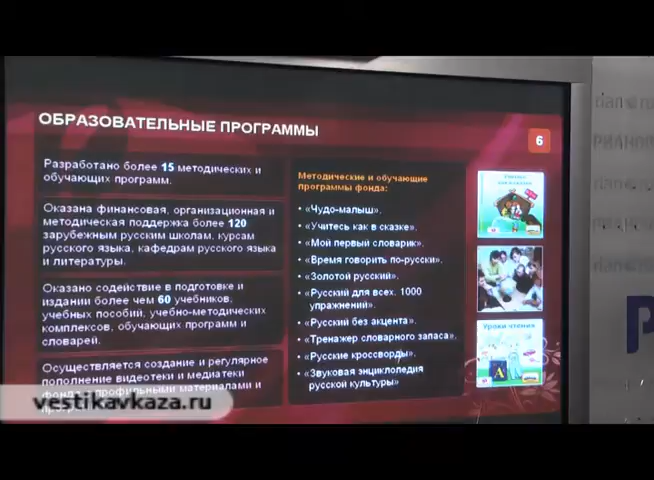 ОБРАЗОВАТЕЛЬНЫЕ ПРОГРАММЫ
6
Разработано более 15 методических и
обучающих программ.
Оказана финансовая, организационная и
методическая поддержка более 120
зарубежным русским школам, курсам
русского языка, кафедрам русского языка
и литературы.
Оказано содействие в подготовке и
издании более чем 60 учебников,
учебных пособий, учебно-методических
комплексов, обучающих программ и
словарей.
Осуществляется создание и регулярное
пополнение видеотеки и медиатеки
фонда профильными материалами и
Методические и обучающие
программы фонда:
• «Чудо-малыш».
• «Учитесь как в сказке».
• «Мой первый словарик».
• «Время говорить по-русски».
• «Золотой русский».
• «Русский для всех. 1000
упражнений».
• «Русский без акцента».
• «Тренажер словарного запаса».
• «Русские кроссворды».
• «Звуковая энциклопедия
русской культуры»
Уроки чтения
А
vestikavkaza.ru